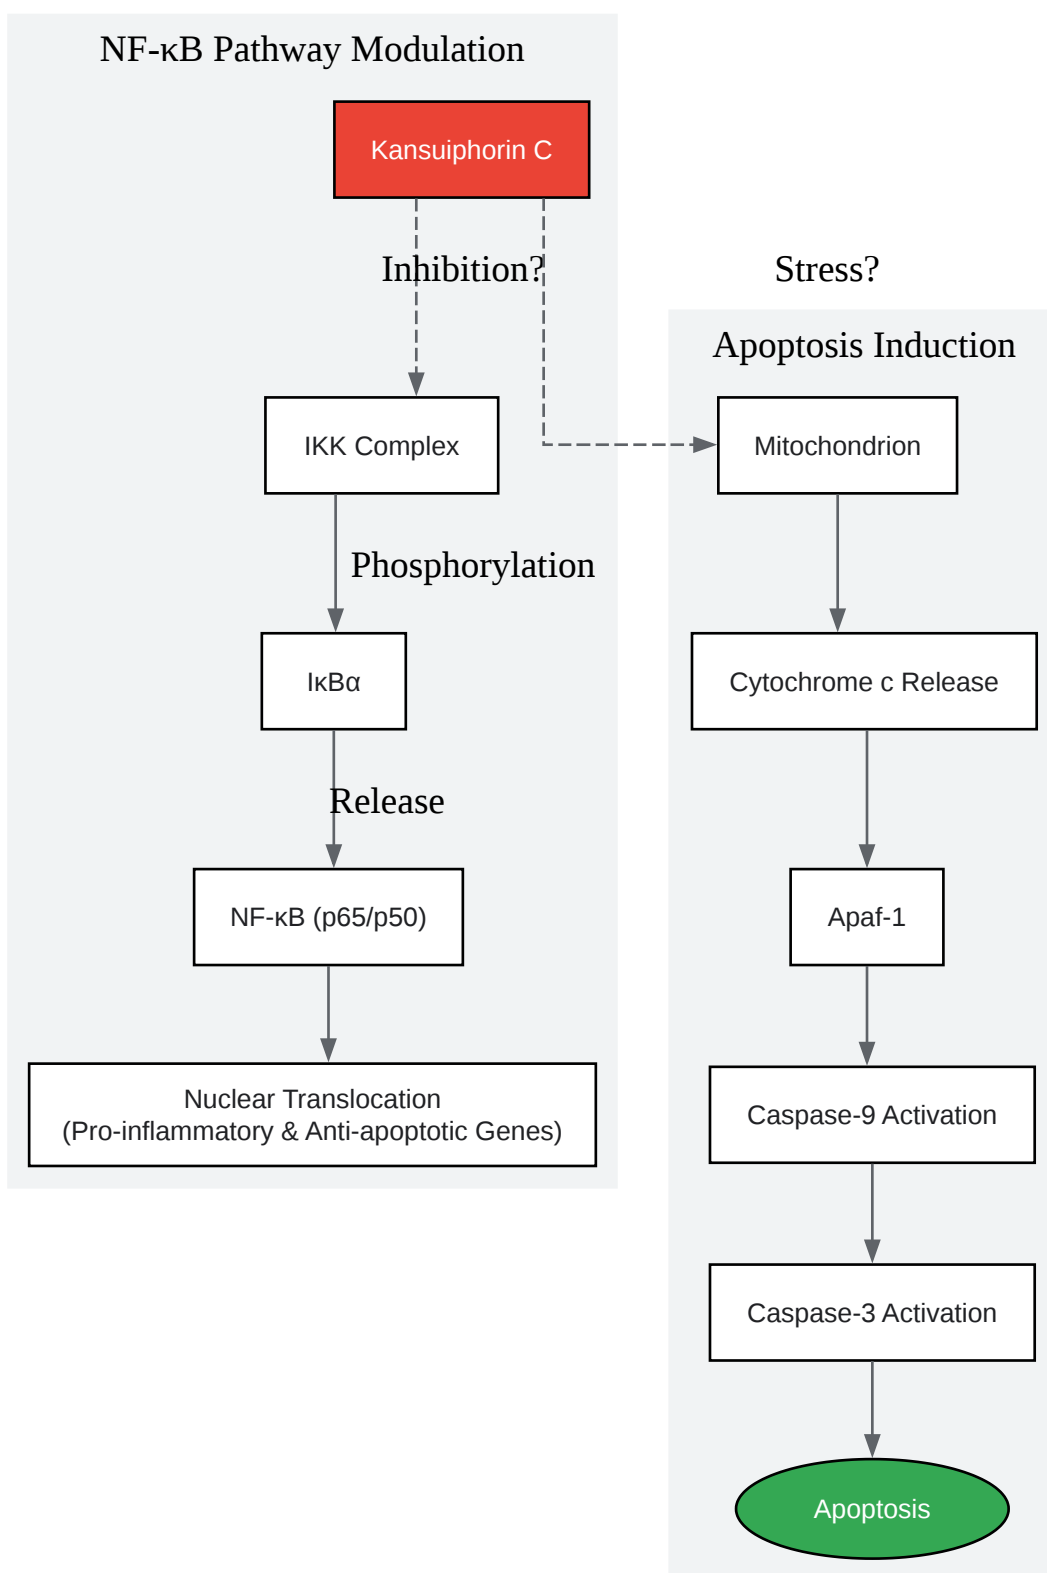 NF-κB Pathway Modulation
Kansuiphorin C
Inhibition?
IKK Complex
Phosphorylation
IκBα
Release
NF-κB (p65/p50)
Nuclear Translocation
(Pro-inflammatory & Anti-apoptotic Genes)
Stress?
Apoptosis Induction
Mitochondrion
Cytochrome c Release
Apaf-1
Caspase-9 Activation
Caspase-3 Activation
Apoptosis